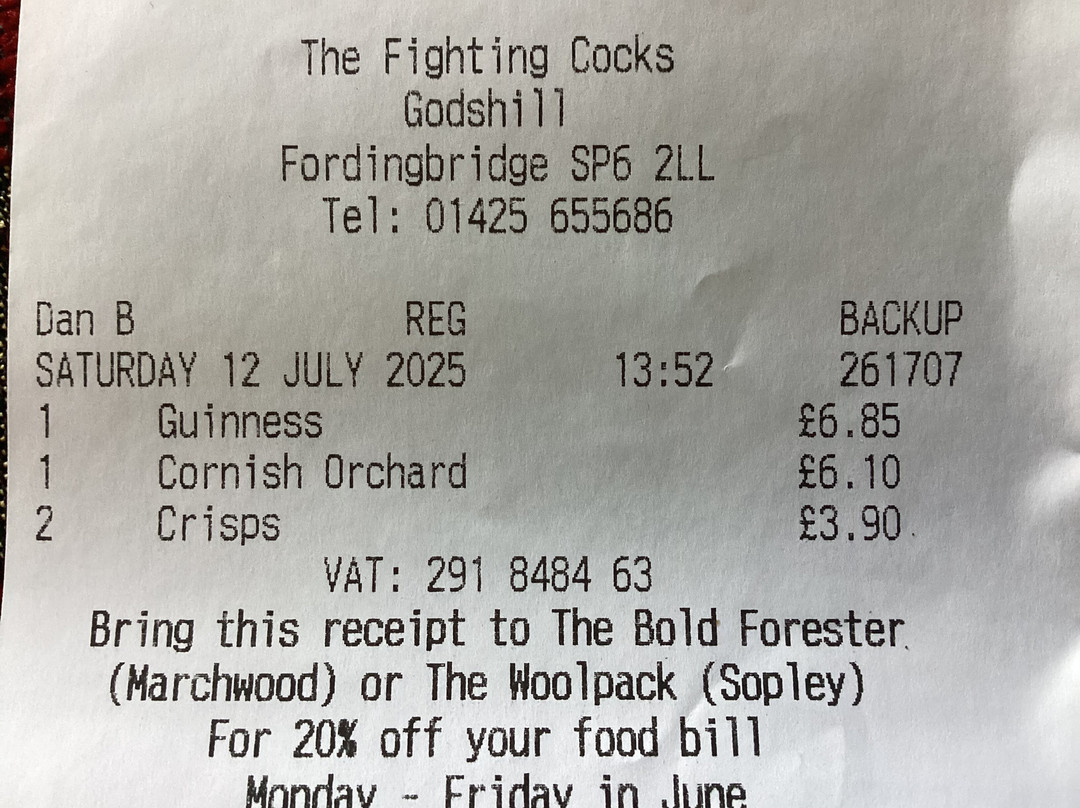 The Fighting Cocks
Godshill
Fordingbridge SP6 2LL
Tel: 01425 655686
Dan B REG BACKUP
SATURDAY 12 JULY 2025 13:52 261707
1 Guinness £6.85
1 Cornish Orchard £6.10
2 Crisps £3.90
VAT: 291 8484 63
Bring this receipt to The Bold Forester
(Marchwood) or The Woolpack (Sopley)
For 20% off your food bill
Monday - Friday in June